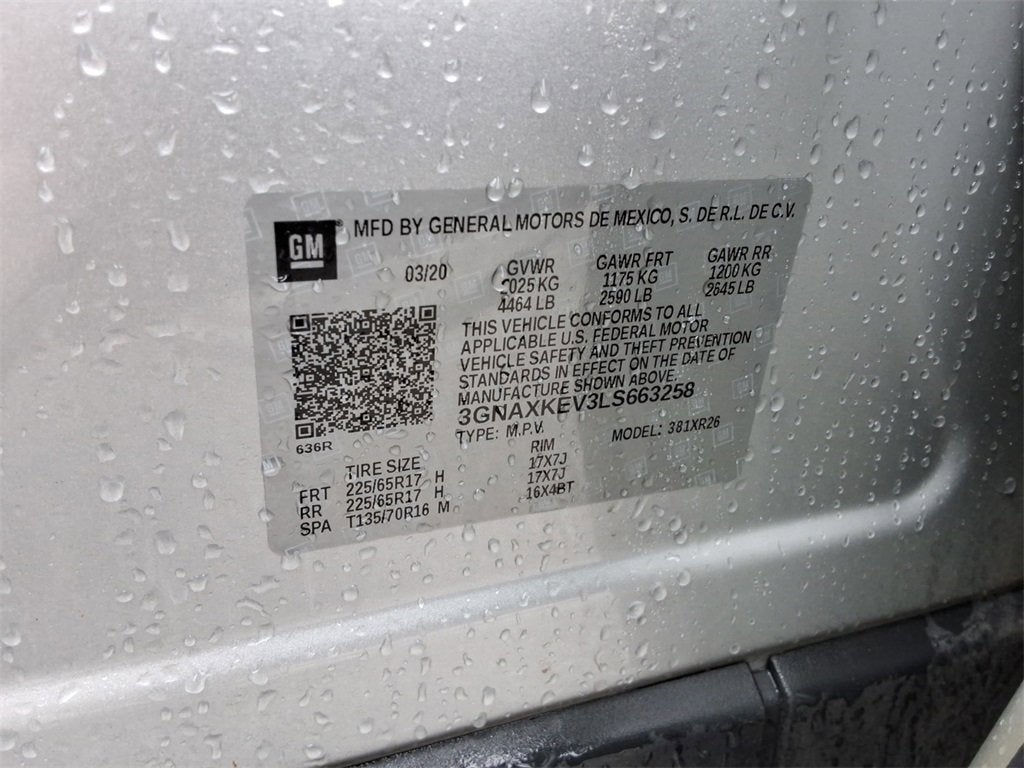 GM
® MFD BY GENERAL MOTORS DE MEXICO, S. DE R.L. DE C.V.
03/20 GVWR GAWR FRT GAWR RR
2025 KG 1175 KG 1200 KG
4464 LB 2590 LB 2645 LB
THIS VEHICLE CONFORMS TO ALL
APPLICABLE U.S. FEDERAL MOTOR
VEHICLE SAFETY AND THEFT PREVENTION
STANDARDS IN EFFECT ON THE DATE OF
MANUFACTURE SHOWN ABOVE.
3GNAXKEV3LS663258
TYPE: M.P.V. MODEL: 381XR26
636R
TIRE SIZE RIM
FRT 225/65R17 H 17X7J
RR 225/65R17 H 17X7J
SPA T135/70R16 M 16X4BT